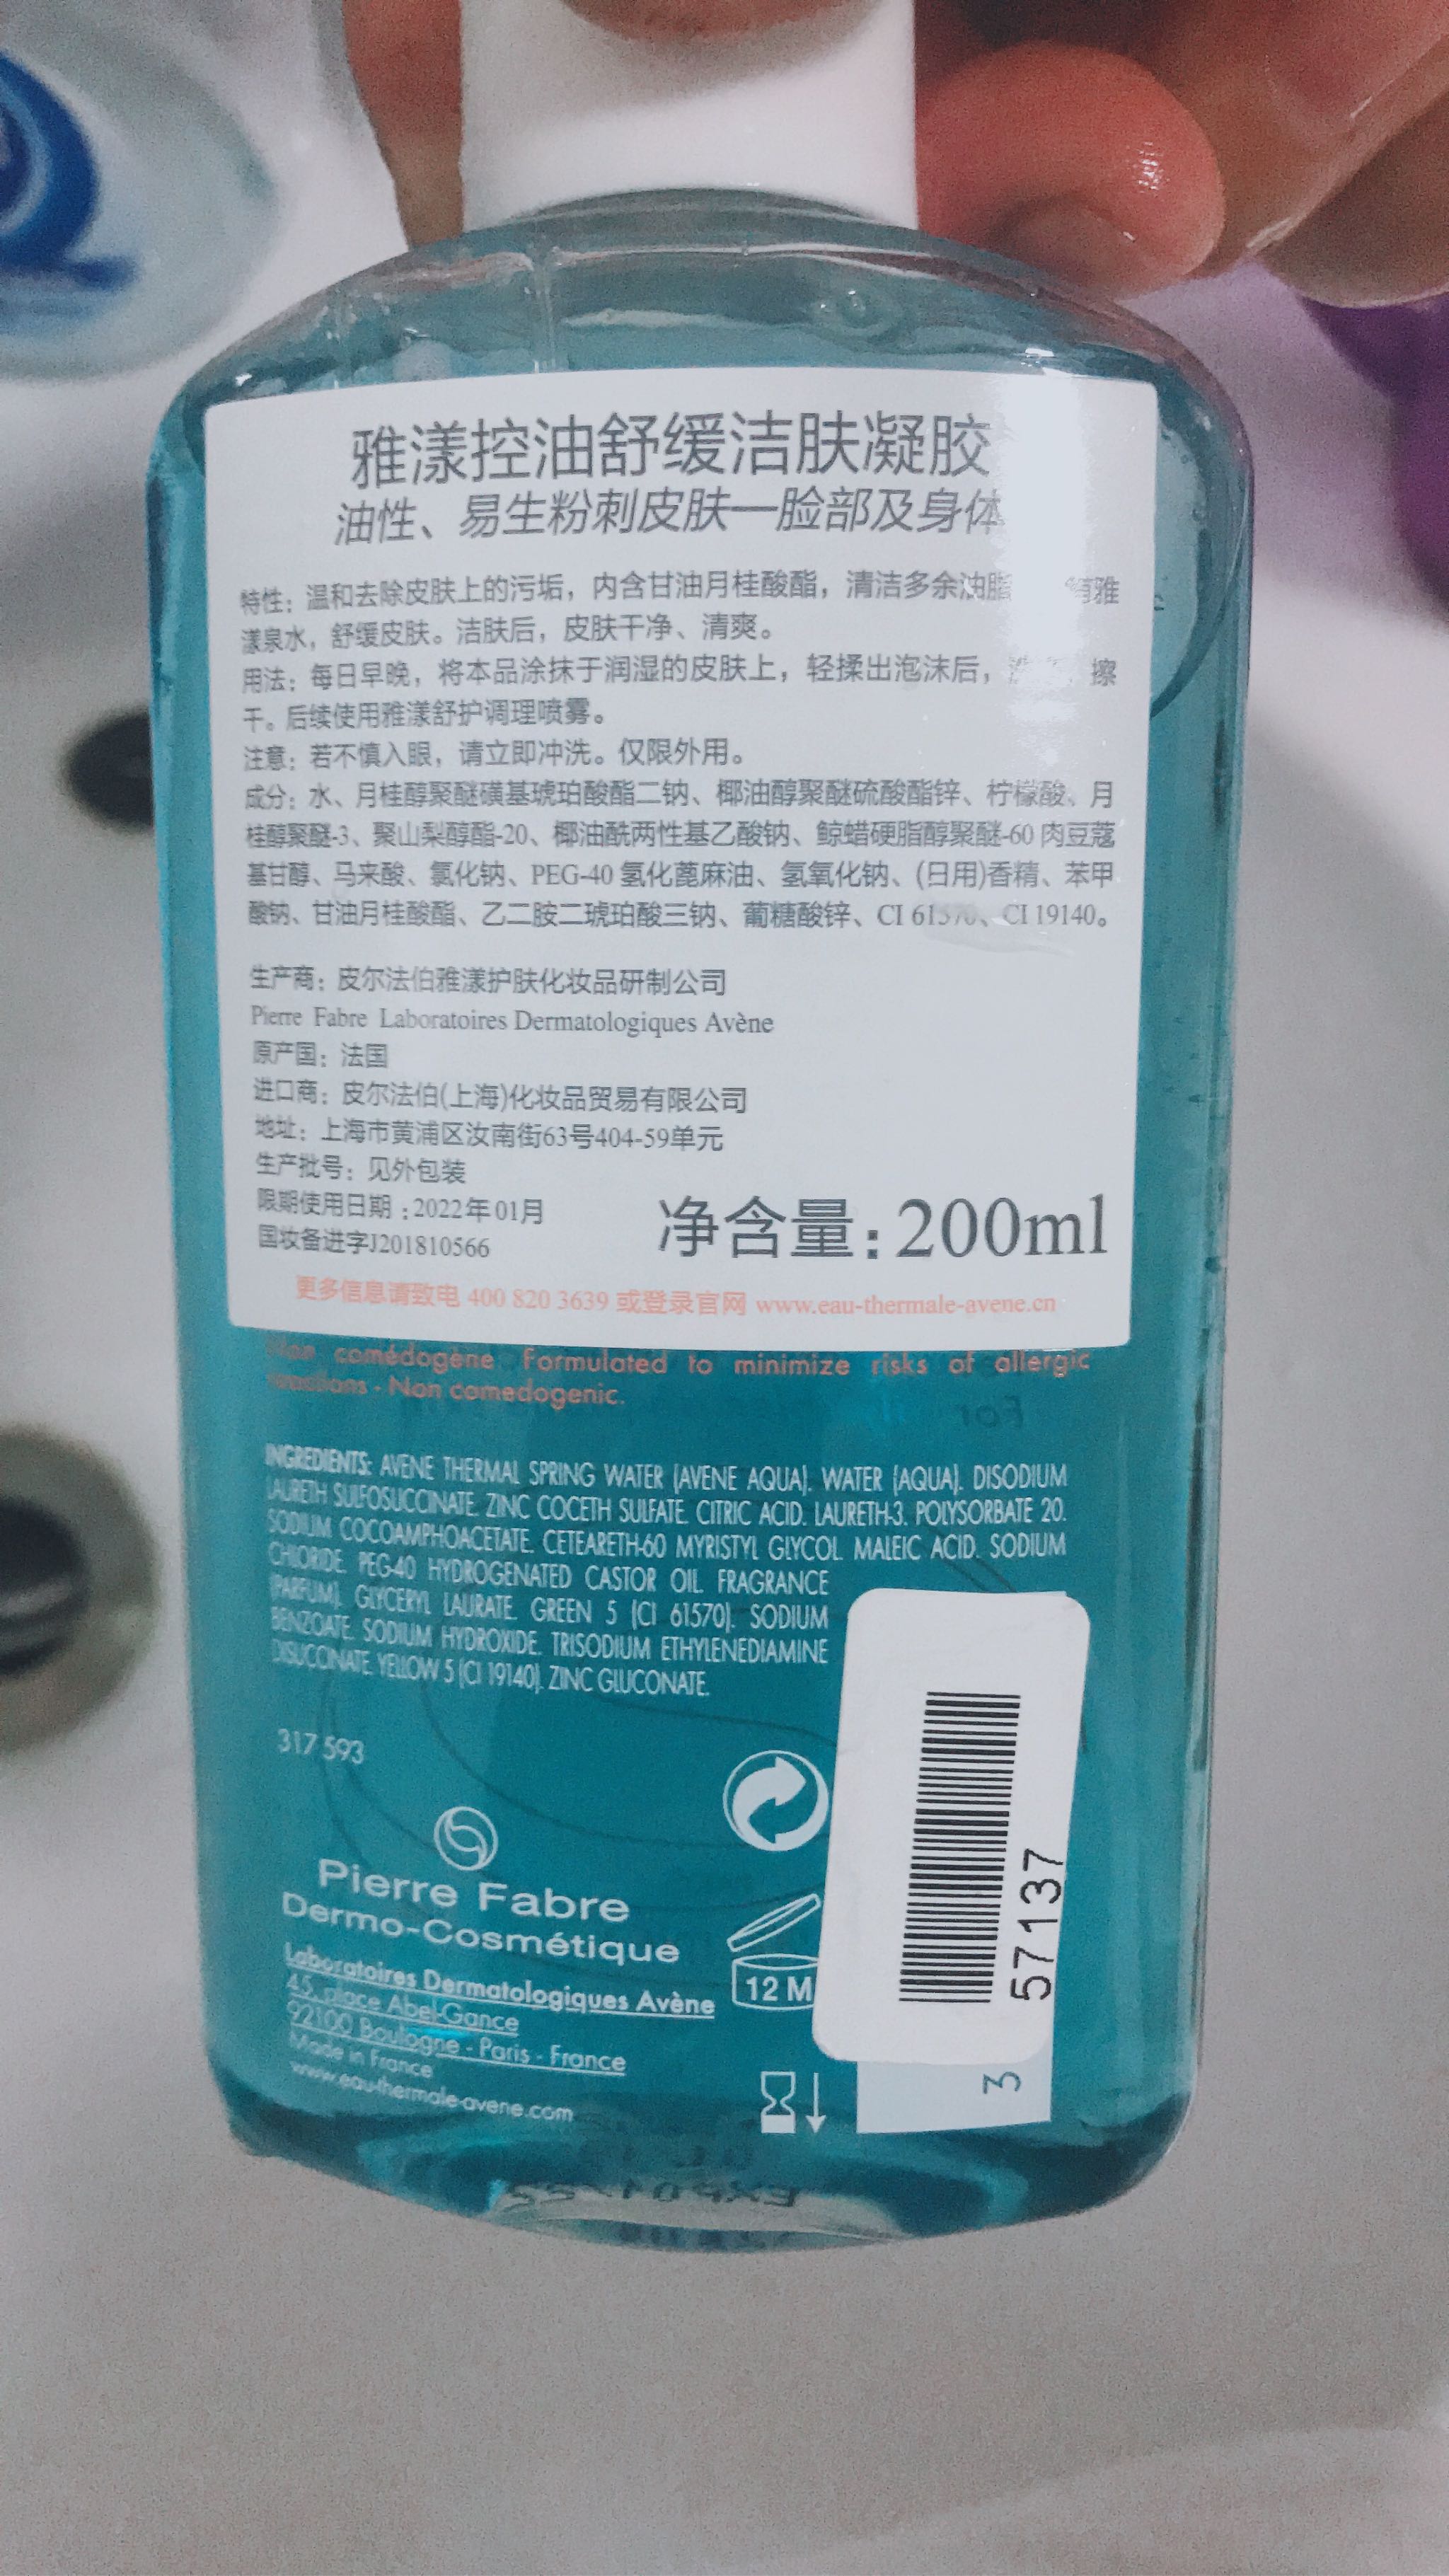 雅漾控油舒缓洁肤凝胶
油性、易生粉刺皮肤—脸部及身体
特性：温和去除皮肤上的污垢，内含甘油月桂酸酯，清洁多余油脂 雅
漾泉水，舒缓皮肤。洁肤后，皮肤干净、清爽。
用法：每日早晚，将本品涂抹于润湿的皮肤上，轻揉出泡沫后， 擦
干。后续使用雅漾舒护调理喷雾。
注意：若不慎入眼，请立即冲洗。仅限外用。
成分：水、月桂醇聚醚磺基琥珀酸酯二钠、椰油醇聚醚硫酸酯锌、柠檬酸、月
桂醇聚醚-3、聚山梨醇酯-20、椰油酰两性基乙酸钠、鲸蜡硬脂醇聚醚-60 肉豆蔻
基甘醇、马来酸、氯化钠、PEG-40 氢化蓖麻油、氢氧化钠、(日用)香精、苯甲
酸钠、甘油月桂酸酯、乙二胺二琥珀酸三钠、葡糖酸锌、CI 61570、CI 19140。
生产商：皮尔法伯雅漾护肤化妆品研制公司
Pierre Fabre Laboratoires Dermatologiques Avène
原产国：法国
进口商：皮尔法伯(上海)化妆品贸易有限公司
地址：上海市黄浦区汝南街63号404-59单元
生产批号：见外包装
限期使用日期：2022年01月
国妆备进字J201810566
净含量：200ml
更多信息请致电 400 820 3639 或登录官网 www.eau-thermale-avene.cn
comédogène Formulated to minimize risks of allergic
reactions - Non comedogenic.
INGREDIENTS: AVENE THERMAL SPRING WATER (AVENE AQUA). WATER (AQUA). DISODIUM
LAURETH SULFOSUCCINATE. ZINC COCETH SULFATE. CITRIC ACID. LAURETH-3. POLYSORBATE 20.
SODIUM COCOAMPHOACETATE. CETEARETH-60 MYRISTYL GLYCOL. MALEIC ACID. SODIUM
CHLORIDE. PEG-40 HYDROGENATED CASTOR OIL. FRAGRANCE
(PARFUM). GLYCERYL LAURATE. GREEN 5 (CI 61570). SODIUM
BENZOATE. SODIUM HYDROXIDE. TRISODIUM ETHYLENEDIAMINE
DISUCCINATE. YELLOW 5 (CI 19140). ZINC GLUCONATE.
317 593
Pierre Fabre
Dermo-Cosmétique
Laboratoires Dermatologiques Avène
45, place Abel-Gance
92100 Boulogne - Paris - France
Made in France
www.eau-thermale-avene.com
12 M
57137
3